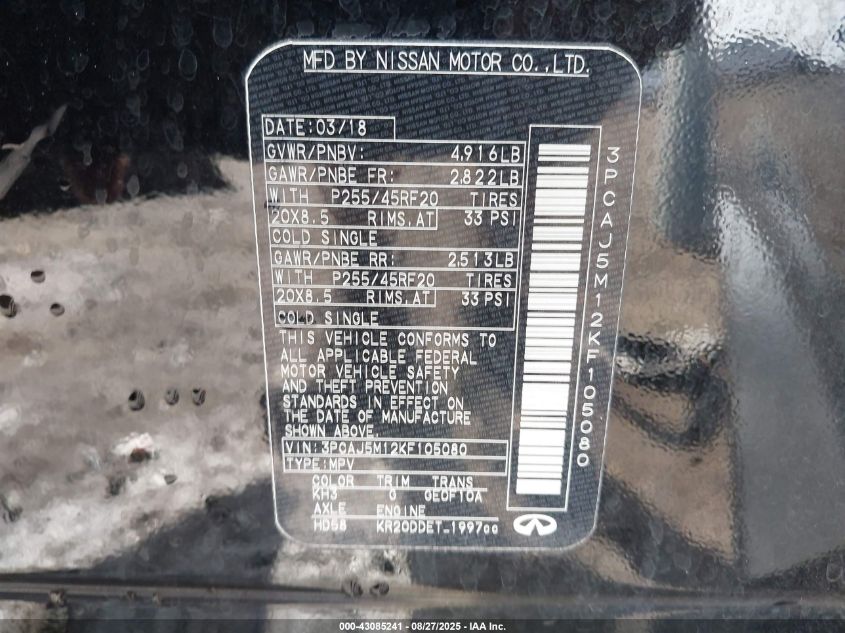 MFD BY NISSAN MOTOR CO.,LTD.
DATE:03/18
GVWR/PNBV: 4,916LB
GAWR/PNBE FR: 2,822LB
WITH P255/45RF20 TIRES
20X8.5 RIMS,AT 33 PSI
COLD SINGLE
GAWR/PNBE RR: 2,513LB
WITH P255/45RF20 TIRES
20X8.5 RIMS,AT 33 PSI
COLD SINGLE
THIS VEHICLE CONFORMS TO
ALL APPLICABLE FEDERAL
MOTOR VEHICLE SAFETY
AND THEFT PREVENTION
STANDARDS IN EFFECT ON
THE DATE OF MANUFACTURE
SHOWN ABOVE.
VIN:3PCAJ5M12KF105080
TYPE:MPV
COLOR TRIM TRANS
KH3 G GE0F10A
AXLE ENGINE
HD58 KR20DDET_1997cc
3PCAJ5M12KF105080
000-43085241 - 08/27/2025 - IAA Inc.